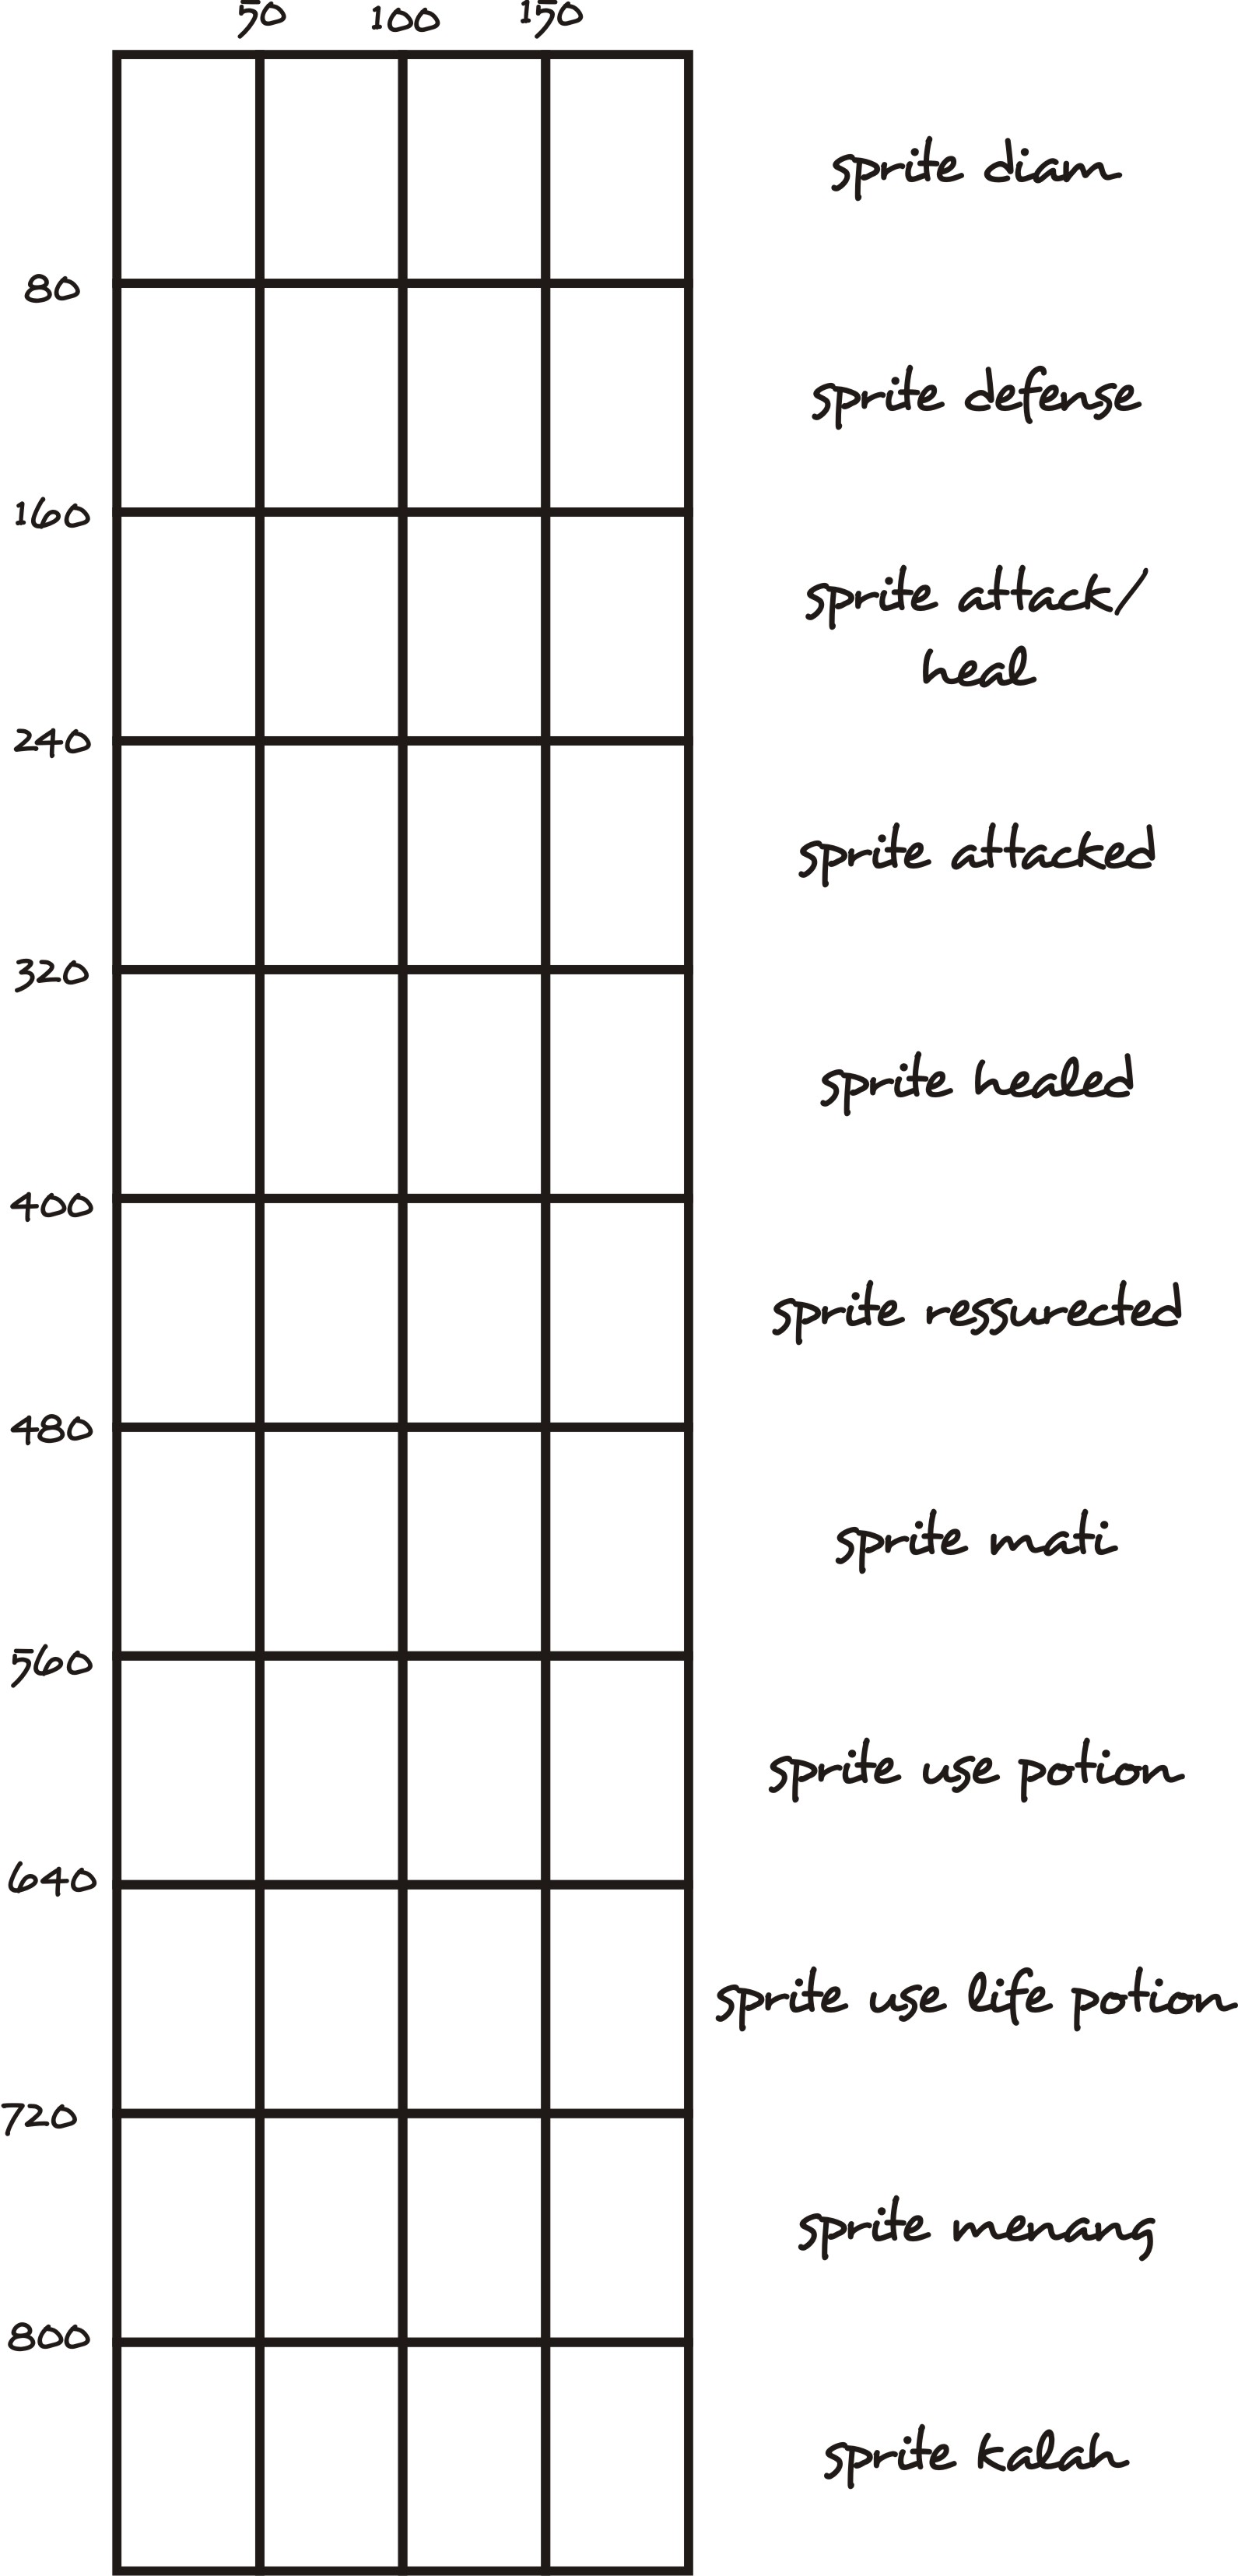 50 100 150
sprite diam
80
sprite defense
160
sprite attack/
heal
240
sprite attacked
320
sprite healed
400
sprite ressurected
480
sprite mati
560
sprite use potion
640
sprite use life potion
720
sprite menang
800
sprite kalah